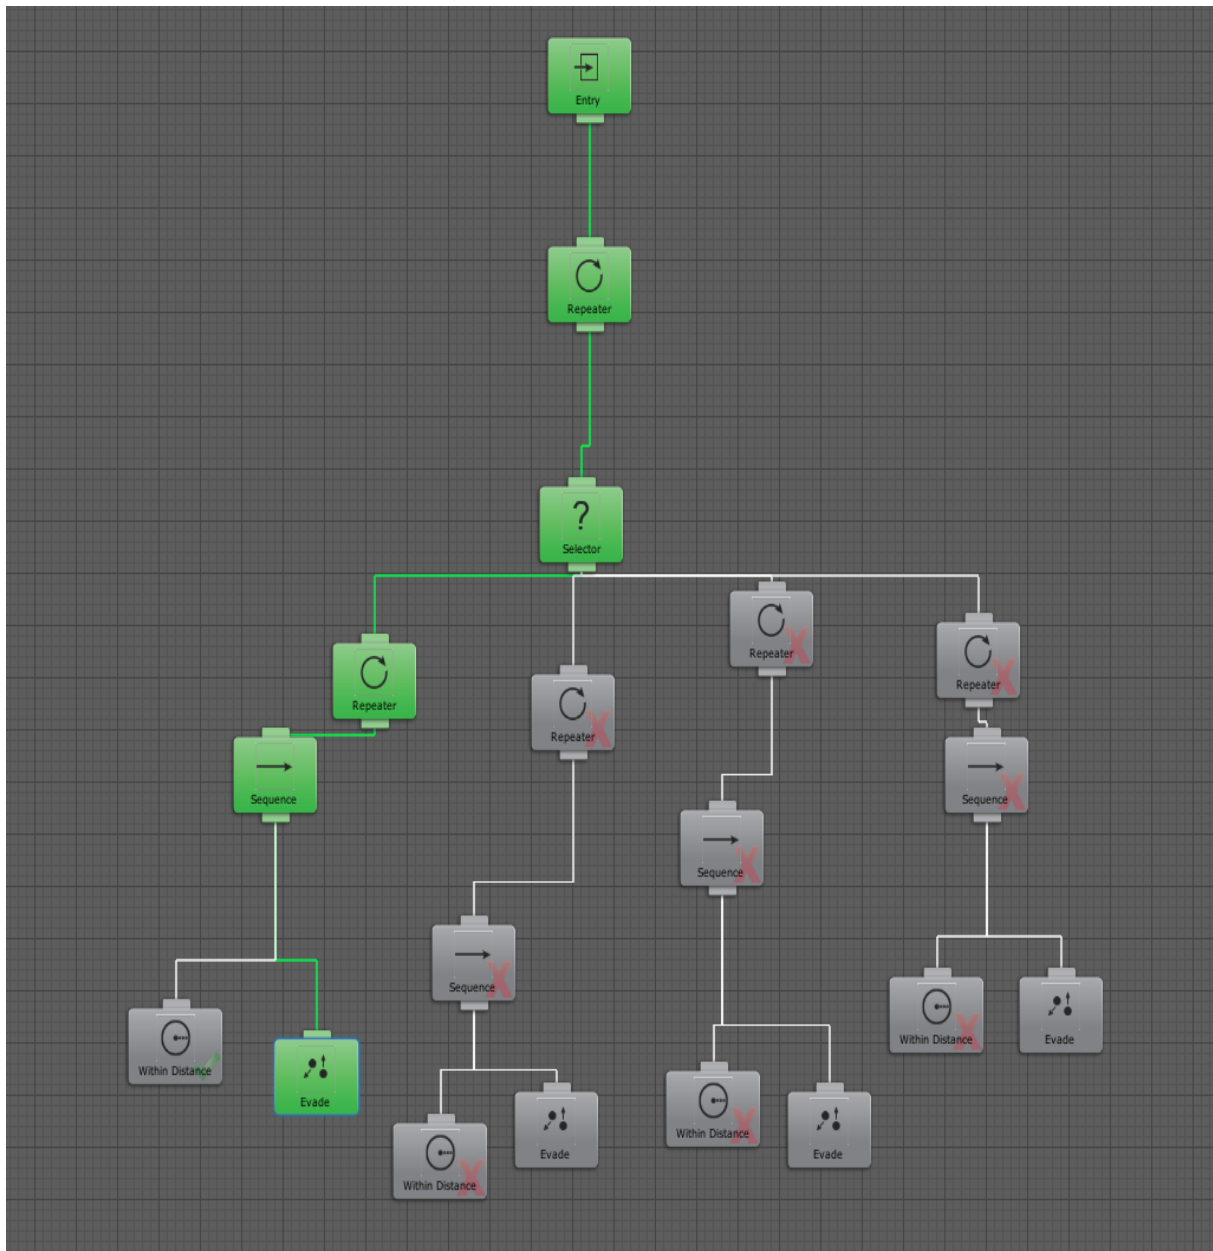 Entry
Repeater
?
Selector
Repeater
Repeater
Repeater
Repeater
Sequence
Sequence
Sequence
Sequence
Within Distance
Evade
Within Distance
Evade
Within Distance
Evade
Within Distance
Evade